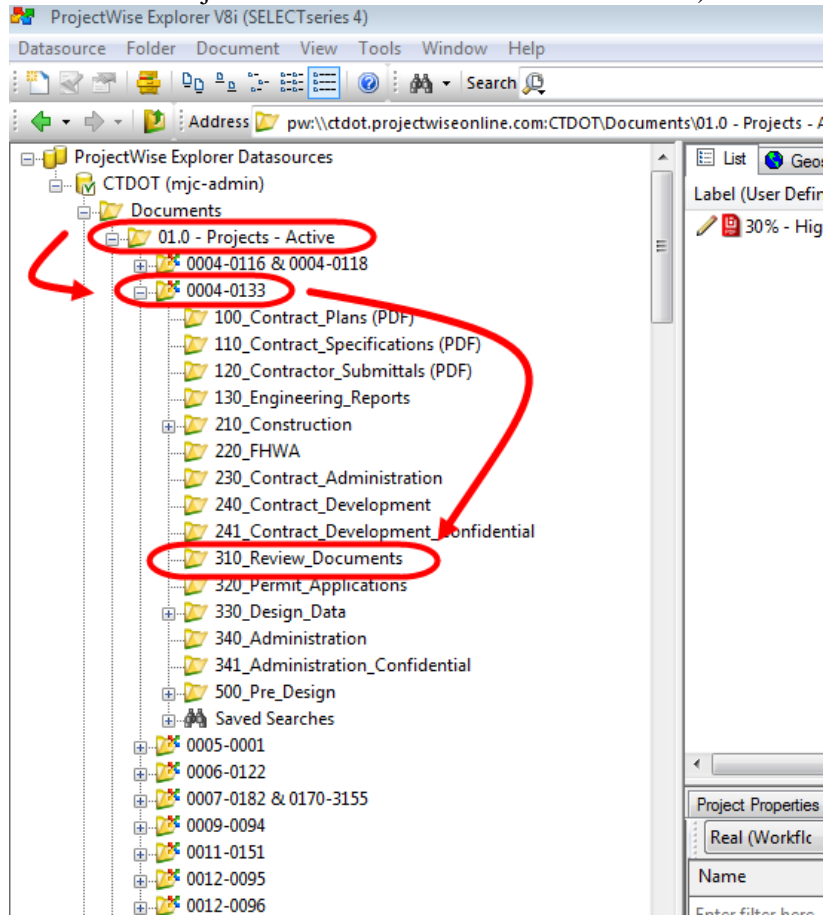 ProjectWise Explorer V8i (SELECTseries 4)
Datasource Folder Document View Tools Window Help
Search
Address pw:\\ctdot.projectwiseonline.com:CTDOT\Documents\01.0 - Projects - A
ProjectWise Explorer Datasources
CTDOT (mjc-admin)
Documents
01.0 - Projects - Active
0004-0116 & 0004-0118
0004-0133
100_Contract_Plans (PDF)
110_Contract_Specifications (PDF)
120_Contractor_Submittals (PDF)
130_Engineering_Reports
210_Construction
220_FHWA
230_Contract_Administration
240_Contract_Development
241_Contract_Development_Confidential
310_Review_Documents
320_Permit_Applications
330_Design_Data
340_Administration
341_Administration_Confidential
500_Pre_Design
Saved Searches
0005-0001
0006-0122
0007-0182 & 0170-3155
0009-0094
0011-0151
0012-0095
0012-0096
List Geos
Label (User Defin
30% - Hig
Project Properties
Real (Workflc
Name
Enter filter here